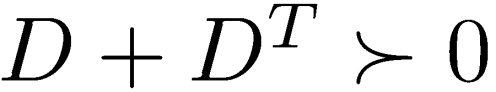 D + D^T ≻ 0